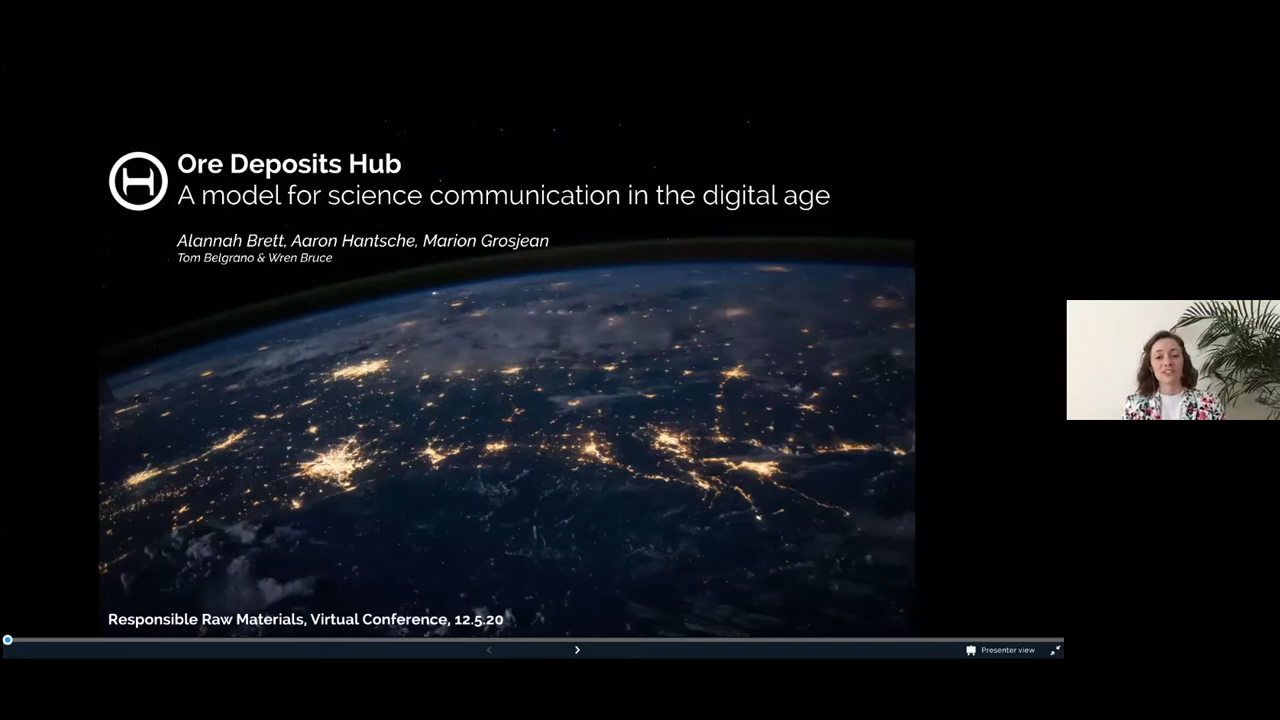 Ore Deposits Hub
A model for science communication in the digital age
Alannah Brett, Aaron Hantsche, Marion Grosjean
Tom Belgrano & Wren Bruce
Responsible Raw Materials, Virtual Conference, 12.5.20
Presenter view